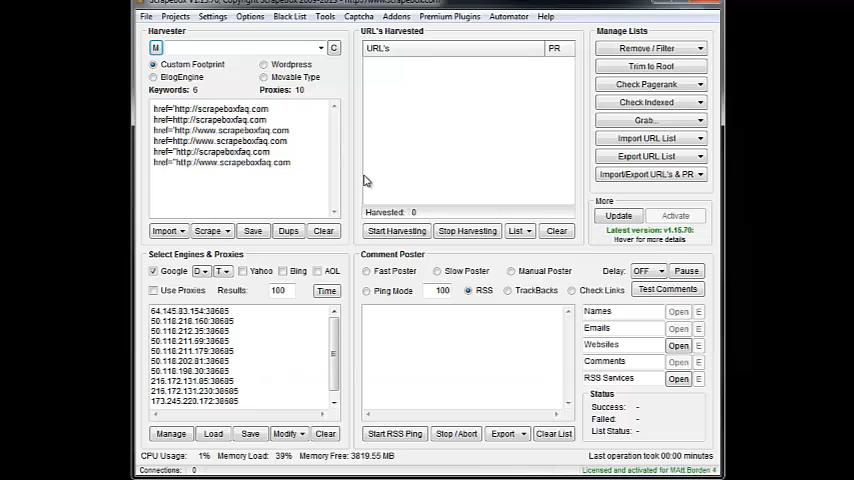 Scrapebox V1.15.70, Copyright Scrapebox 2009-2013 - http://www.scrapebox.com
File Projects Settings Options Black List Tools Captcha Addons Premium Plugins Automator Help
Harvester
M
C
Custom Footprint Wordpress
BlogEngine Movable Type
Keywords: 6 Proxies: 10
href='http://scrapeboxfaq.com
href=http://scrapeboxfaq.com
href='http://www.scrapeboxfaq.com
href=http://www.scrapeboxfaq.com
href="http://scrapeboxfaq.com
href="http://www.scrapeboxfaq.com
Import Scrape Save Dups Clear
URL's Harvested
URL's PR
Harvested: 0
Start Harvesting Stop Harvesting List Clear
Manage Lists
Remove / Filter
Trim to Root
Check Pagerank
Check Indexed
Grab...
Import URL List
Export URL List
Import/Export URL's & PR
More
Update Activate
Latest version: v1.15.70:
Hover for more details
Select Engines & Proxies
Google D T Yahoo Bing AOL
Use Proxies Results: 100 Time
64.145.83.154:38685
50.118.218.160:38685
50.118.212.35:38685
50.118.211.69:38685
50.118.211.179:38685
50.118.202.81:38685
50.118.198.30:38685
216.172.131.85:38685
216.172.131.230:38685
173.245.220.172:38685
Manage Load Save Modify Clear
Comment Poster
Fast Poster Slow Poster Manual Poster Delay: OFF Pause
Ping Mode 100 RSS TrackBacks Check Links Test Comments
Names Open E
Emails Open E
Websites Open E
Comments Open E
RSS Services Open E
Status
Success: -
Failed: -
List Status: -
Start RSS Ping Stop / Abort Export Clear List
CPU Usage: 1% Memory Load: 39% Memory Free: 3819.55 MB Last operation took 00:00 minutes
Connections: 0 Licensed and activated for MAtt Borden 4